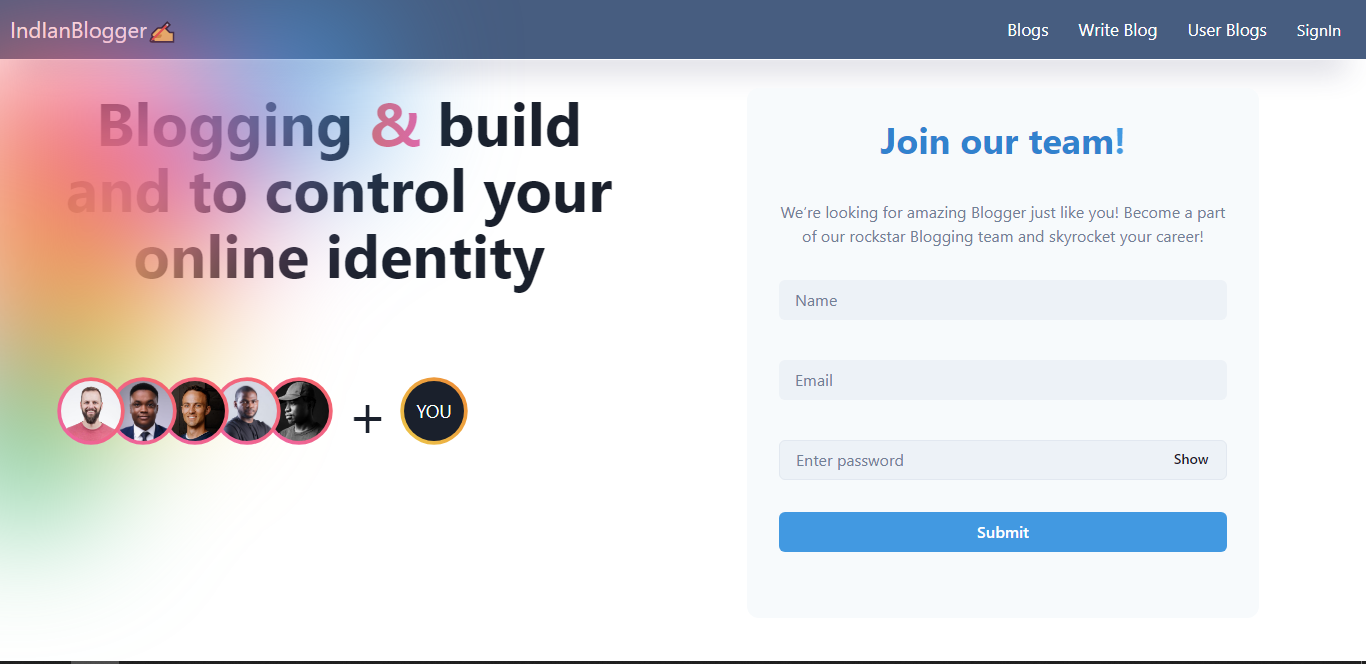 IndIanBlogger✍
Blogs Write Blog User Blogs SignIn
Blogging & build
and to control your
online identity
+ YOU
Join our team!
We’re looking for amazing Blogger just like you! Become a part
of our rockstar Blogging team and skyrocket your career!
Name
Email
Enter password Show
Submit